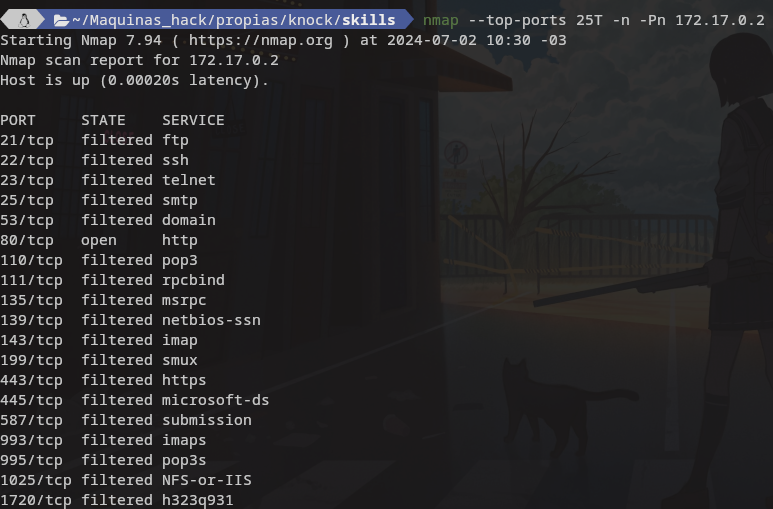 ~/Maquinas_hack/propias/knock/skills nmap --top-ports 25T -n -Pn 172.17.0.2
Starting Nmap 7.94 ( https://nmap.org ) at 2024-07-02 10:30 -03
Nmap scan report for 172.17.0.2
Host is up (0.00020s latency).
PORT STATE SERVICE
21/tcp filtered ftp
22/tcp filtered ssh
23/tcp filtered telnet
25/tcp filtered smtp
53/tcp filtered domain
80/tcp open http
110/tcp filtered pop3
111/tcp filtered rpcbind
135/tcp filtered msrpc
139/tcp filtered netbios-ssn
143/tcp filtered imap
199/tcp filtered smux
443/tcp filtered https
445/tcp filtered microsoft-ds
587/tcp filtered submission
993/tcp filtered imaps
995/tcp filtered pop3s
1025/tcp filtered NFS-or-IIS
1720/tcp filtered h323q931